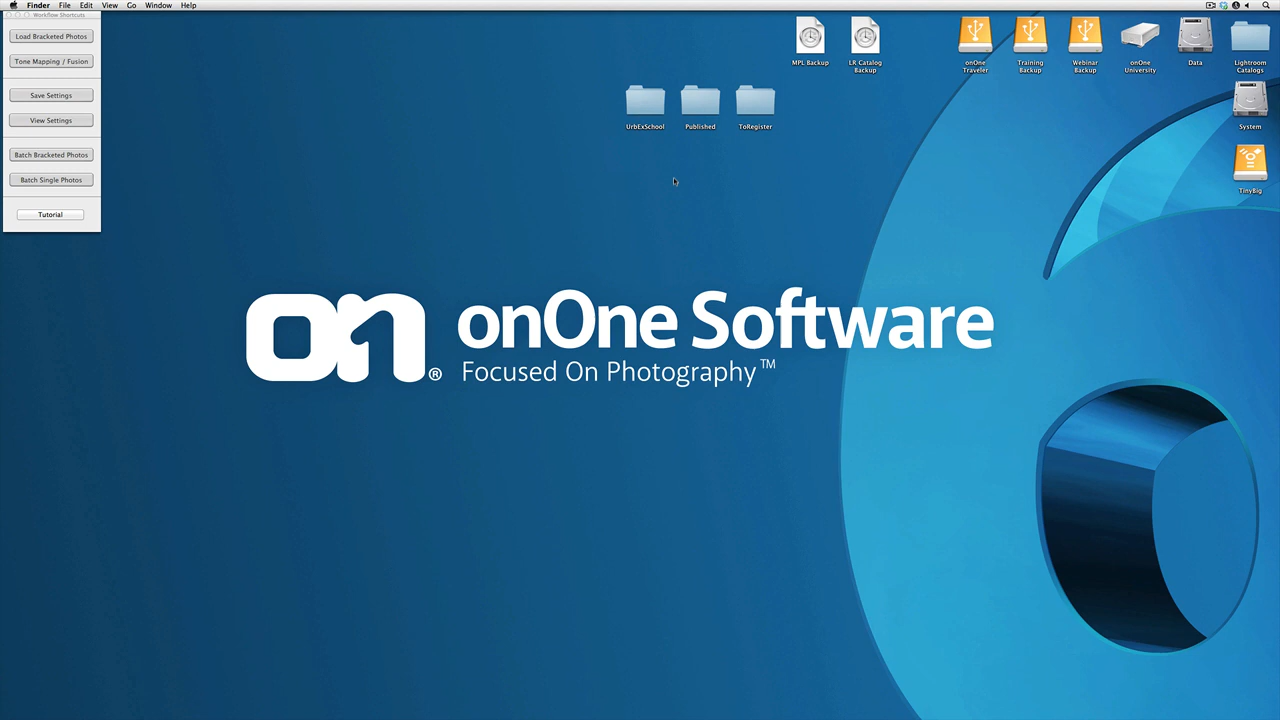 Finder File Edit View Go Window Help
Workflow Shortcuts
Load Bracketed Photos
Tone Mapping / Fusion
Save Settings
View Settings
Batch Bracketed Photos
Batch Single Photos
Tutorial
MPL Backup
LR Catalog
Backup
onOne
Traveler
Training
Backup
Webinar
Backup
onOne
University
Data
Lightroom
Catalogs
UrbExSchool
Published
ToRegister
System
TinyBig
on®
onOne Software
Focused On Photography™
6